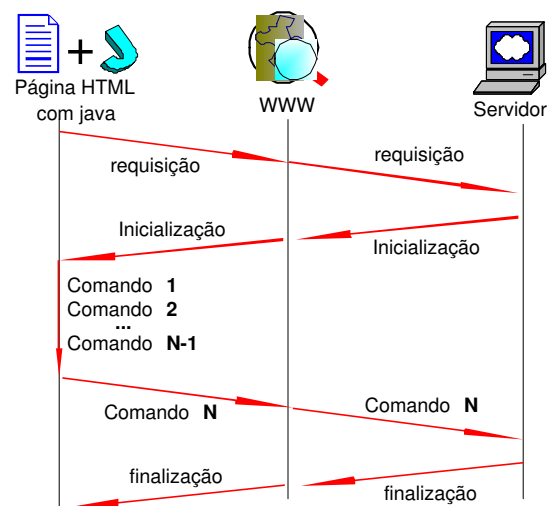 +
Página HTML
com java
WWW
Servidor
requisição
requisição
Inicialização
Inicialização
Comando 1
Comando 2
...
Comando N-1
Comando N
Comando N
finalização
finalização